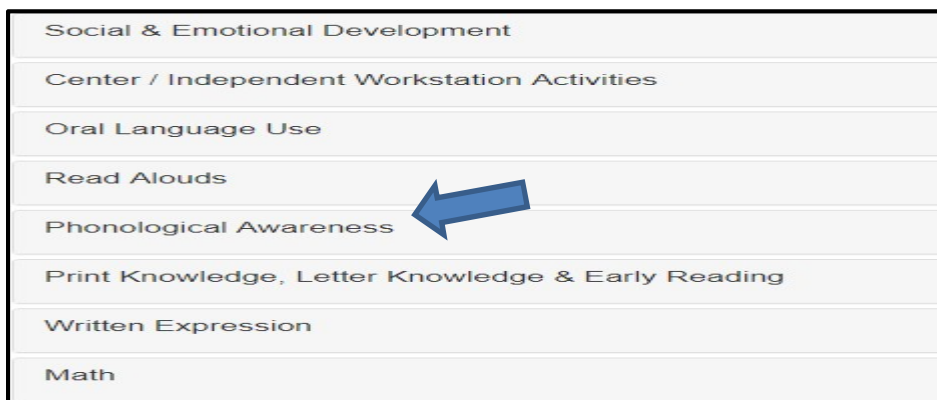 Social & Emotional Development
Center / Independent Workstation Activities
Oral Language Use
Read Alouds
Phonological Awareness
Print Knowledge, Letter Knowledge & Early Reading
Written Expression
Math